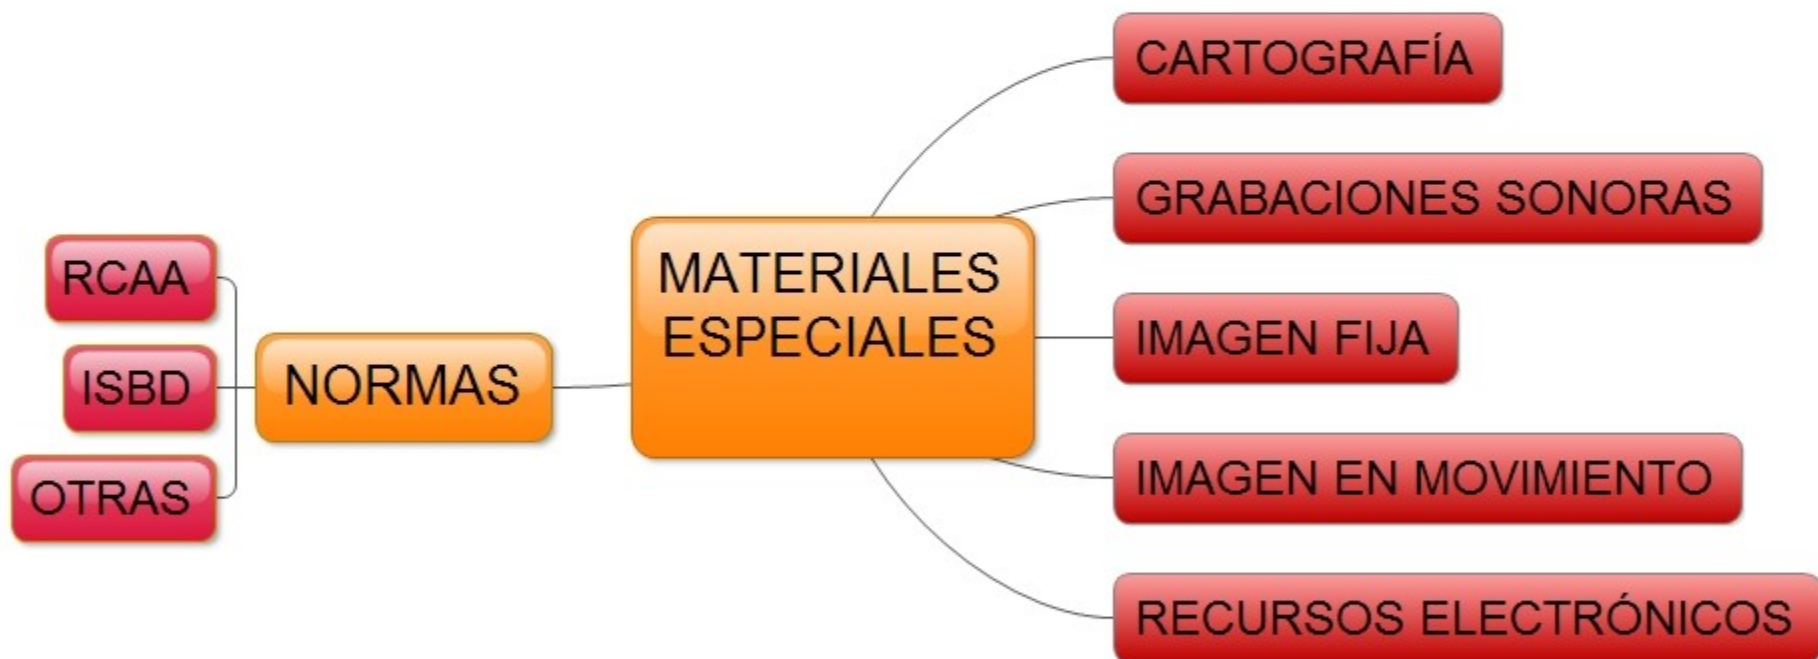 RCAA
ISBD
OTRAS
NORMAS
MATERIALES
ESPECIALES
CARTOGRAFÍA
GRABACIONES SONORAS
IMAGEN FIJA
IMAGEN EN MOVIMIENTO
RECURSOS ELECTRÓNICOS